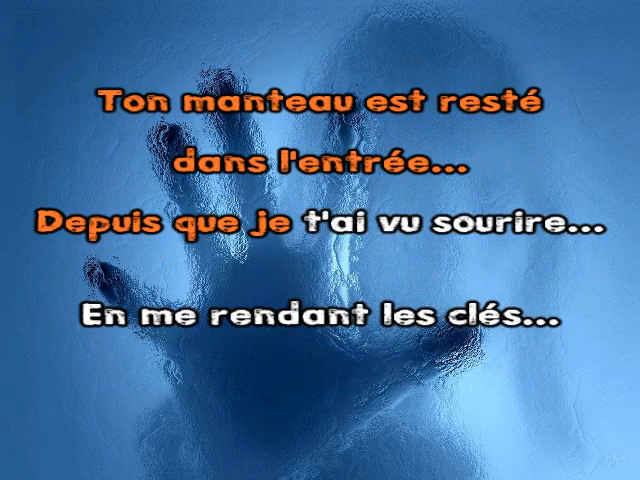 Ton manteau est resté
dans l'entrée...
Depuis que je t'ai vu sourire...
En me rendant les clés...